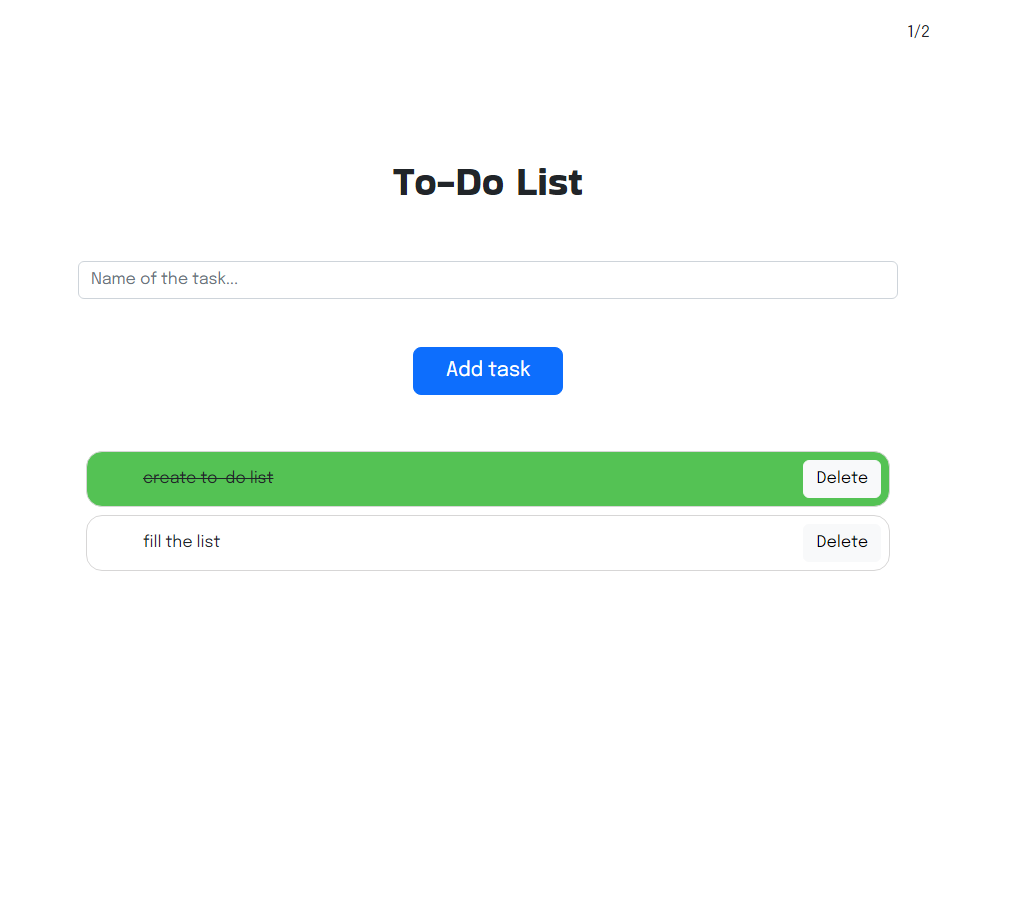 1/2
To-Do List
Name of the task...
Add task
create to-do list Delete
fill the list Delete